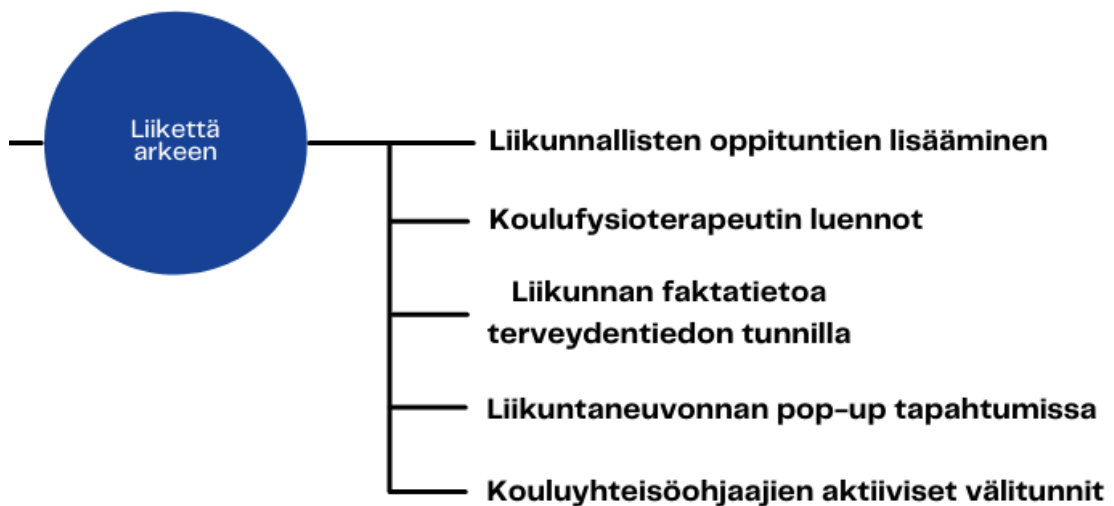 Liikettä
arkeen
Liikunnallisten oppituntien lisääminen
Koulufysioterapeutin luennot
Liikunnan faktatietoa
terveydentiedon tunnilla
Liikuntaneuvonnan pop-up tapahtumissa
Kouluyhteisöohjaajien aktiiviset välitunnit